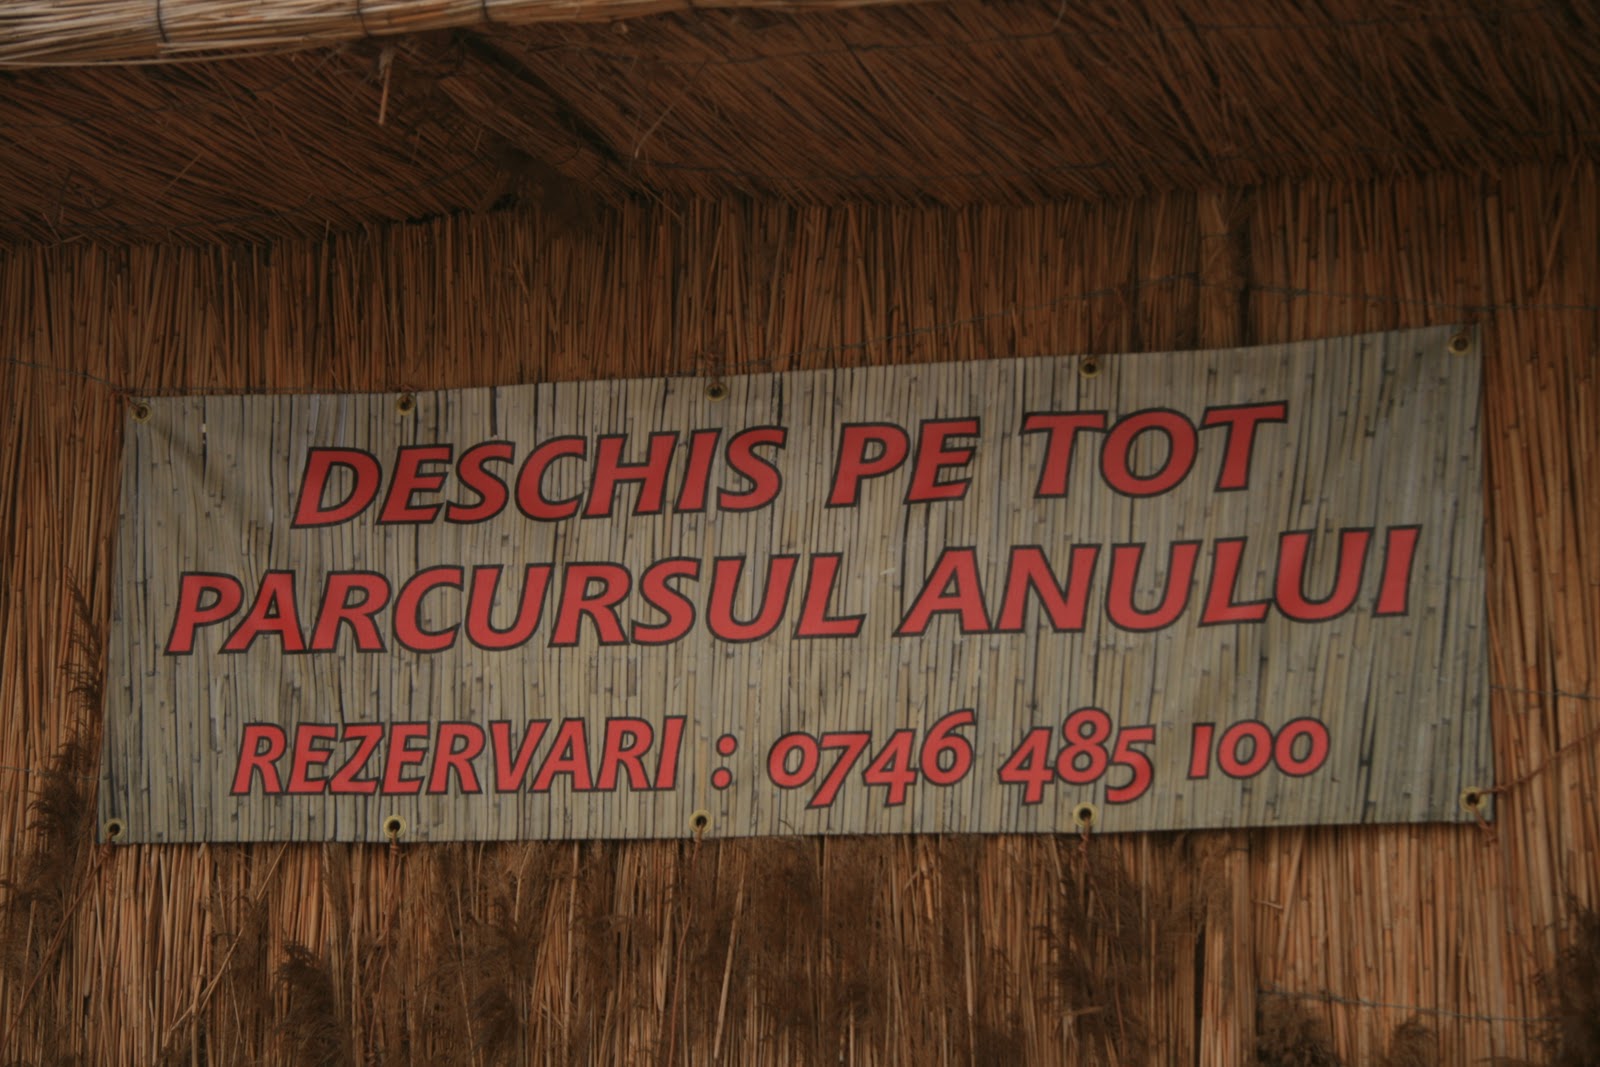 DESCHIS PE TOT
PARCURSUL ANULUI
REZERVARI : 0746 485 100